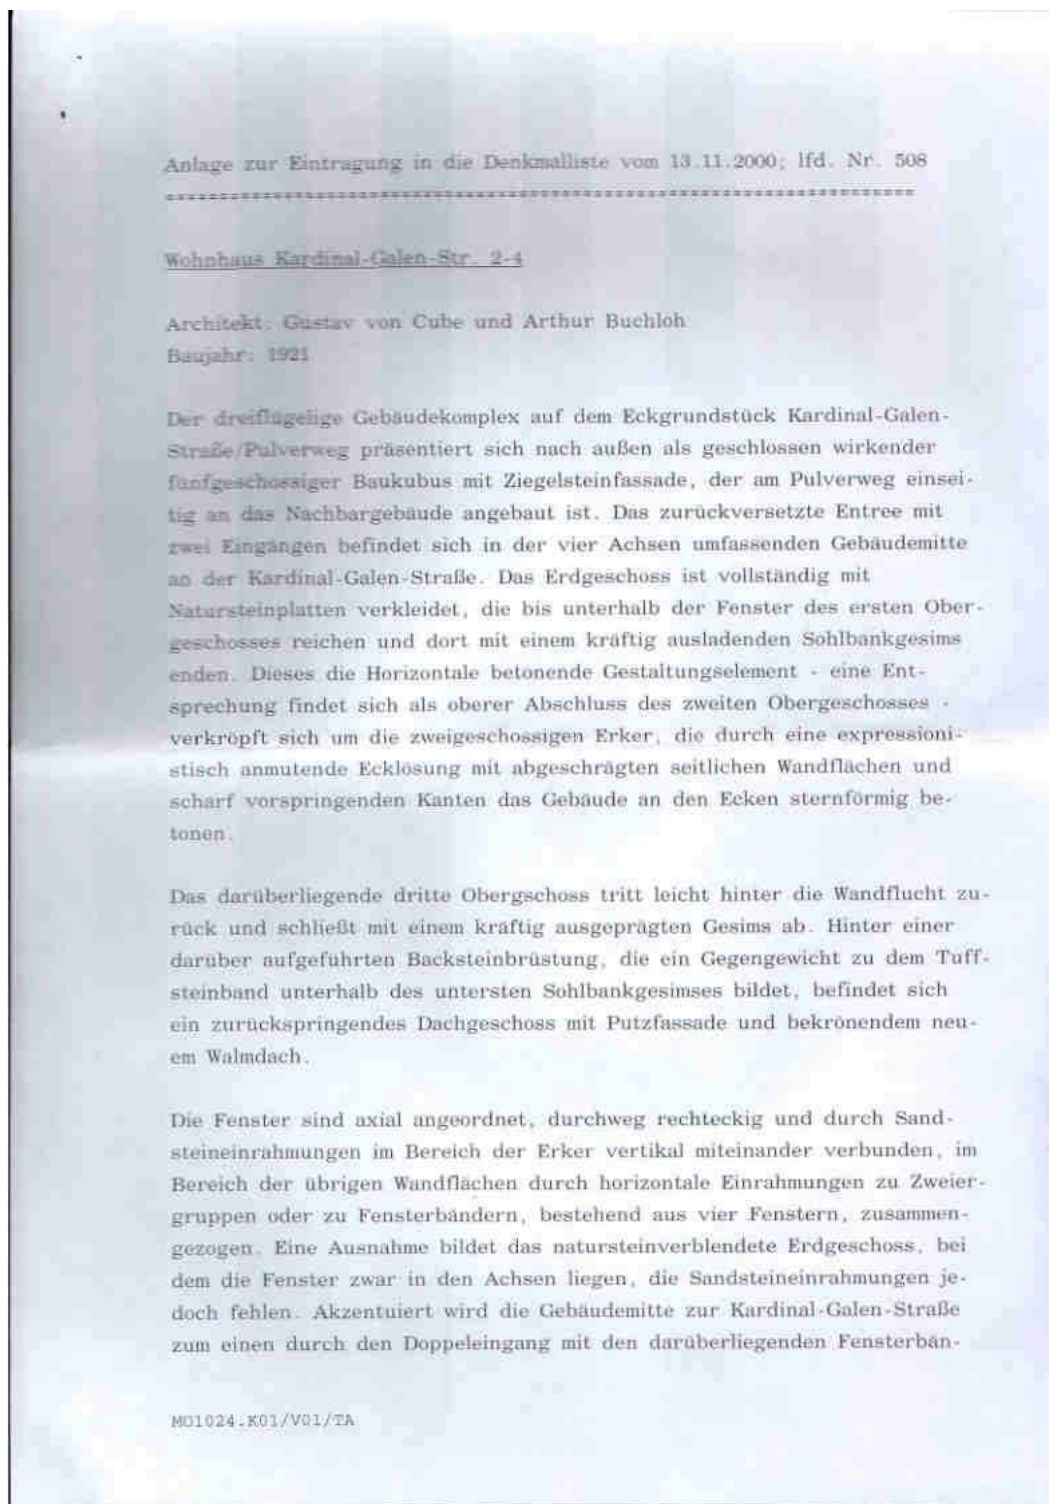 Anlage zur Eintragung in die Denkmalliste vom 13.11.2000; lfd. Nr. 508
Wohnhaus Kardinal-Galen-Str. 2-4
Architekt: Gustav von Cube und Arthur Buchloh
Baujahr: 1921
Der dreiflügelige Gebäudekomplex auf dem Eckgrundstück Kardinal-Galen-
Straße/Pulverweg präsentiert sich nach außen als geschlossen wirkender
fünfgeschossiger Baukubus mit Ziegelsteinfassade, der am Pulverweg einsei-
tig an das Nachbargebäude angebaut ist. Das zurückversetzte Entree mit
zwei Eingängen befindet sich in der vier Achsen umfassenden Gebäudemitte
an der Kardinal-Galen-Straße. Das Erdgeschoss ist vollständig mit
Natursteinplatten verkleidet, die bis unterhalb der Fenster des ersten Ober-
geschosses reichen und dort mit einem kräftig ausladenden Sohlbankgesims
enden. Dieses die Horizontale betonende Gestaltungselement - eine Ent-
sprechung findet sich als oberer Abschluss des zweiten Obergeschosses -
verkröpft sich um die zweigeschossigen Erker, die durch eine expressioni-
stisch anmutende Ecklösung mit abgeschrägten seitlichen Wandflächen und
scharf vorspringenden Kanten das Gebäude an den Ecken sternförmig be-
tonen.
Das darüberliegende dritte Obergschoss tritt leicht hinter die Wandflucht zu-
rück und schließt mit einem kräftig ausgeprägten Gesims ab. Hinter einer
darüber aufgeführten Backsteinbrüstung, die ein Gegengewicht zu dem Tuff-
steinband unterhalb des untersten Sohlbankgesimses bildet, befindet sich
ein zurückspringendes Dachgeschoss mit Putzfassade und bekrönendem neu-
em Walmdach.
Die Fenster sind axial angeordnet, durchweg rechteckig und durch Sand-
steineinrahmungen im Bereich der Erker vertikal miteinander verbunden, im
Bereich der übrigen Wandflächen durch horizontale Einrahmungen zu Zweier-
gruppen oder zu Fensterbändern, bestehend aus vier Fenstern, zusammen-
gezogen. Eine Ausnahme bildet das natursteinverblendete Erdgeschoss, bei
dem die Fenster zwar in den Achsen liegen, die Sandsteineinrahmungen je-
doch fehlen. Akzentuiert wird die Gebäudemitte zur Kardinal-Galen-Straße
zum einen durch den Doppeleingang mit den darüberliegenden Fensterbän-
MO1024.K01/V01/TA